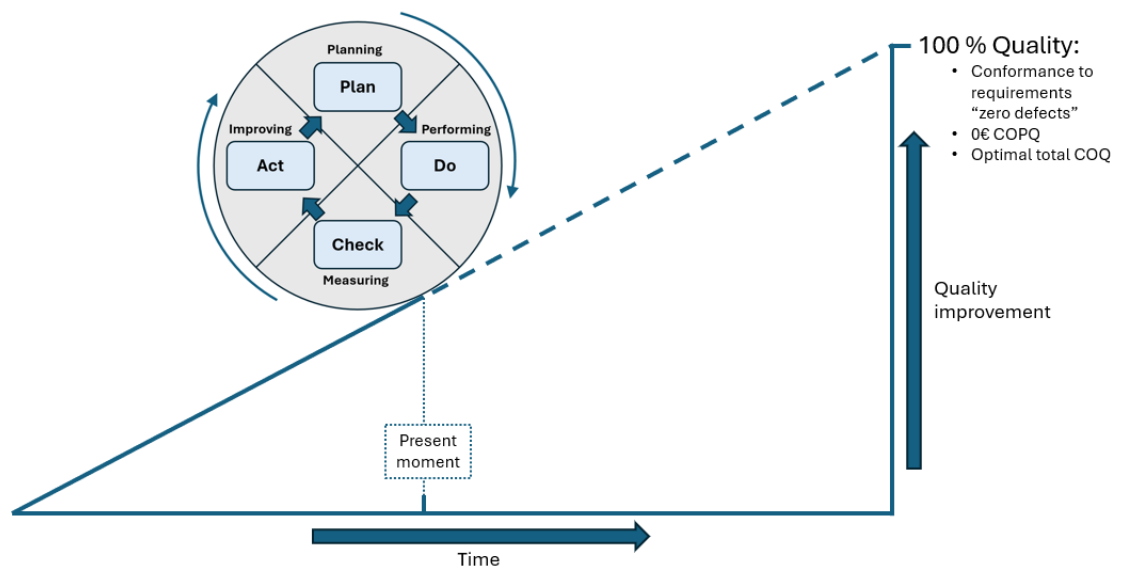 Planning
Plan
Improving
Performing
Act
Do
Check
Measuring
100 % Quality:
• Conformance to
requirements
“zero defects”
• 0€ COPQ
• Optimal total COQ
Quality
improvement
Present
moment
Time